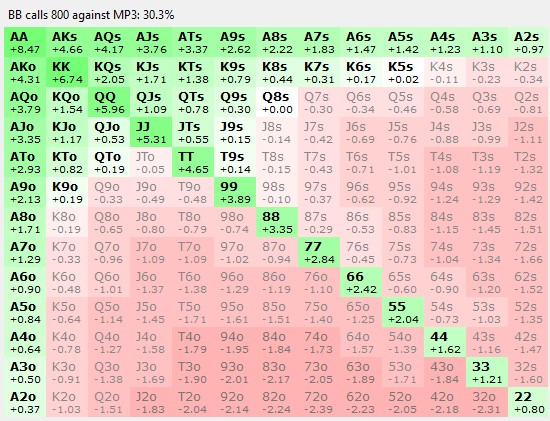 BB calls 800 against MP3: 30.3%
AA AKs AQs AJs ATs A9s A8s A7s A6s A5s A4s A3s A2s
+8.47 +4.66 +4.17 +3.76 +3.37 +2.62 +2.22 +1.83 +1.47 +1.42 +1.23 +1.10 +0.97
AKo KK KQs KJs KTs K9s K8s K7s K6s K5s K4s K3s K2s
+4.31 +6.74 +2.05 +1.71 +1.38 +0.79 +0.44 +0.31 +0.17 +0.02 -0.11 -0.23 -0.34
AQo KQo QQ QJs QTs Q9s Q8s Q7s Q6s Q5s Q4s Q3s Q2s
+3.79 +1.54 +5.96 +1.09 +0.78 +0.30 +0.00 -0.30 -0.34 -0.46 -0.58 -0.69 -0.81
AJo KJo QJo JJ JTs J9s J8s J7s J6s J5s J4s J3s J2s
+3.35 +1.17 +0.53 +5.31 +0.55 +0.15 -0.14 -0.42 -0.69 -0.76 -0.88 -0.99 -1.11
ATo KTo QTo JTo TT T9s T8s T7s T6s T5s T4s T3s T2s
+2.93 +0.82 +0.19 -0.05 +4.65 +0.14 -0.15 -0.43 -0.71 -1.01 -1.08 -1.19 -1.32
A9o K9o Q9o J9o T9o 99 98s 97s 96s 95s 94s 93s 92s
+2.13 +0.19 -0.33 -0.49 -0.48 +3.89 -0.10 -0.37 -0.62 -0.92 -1.24 -1.29 -1.42
A8o K8o Q8o J8o T8o 98o 88 87s 86s 85s 84s 83s 82s
+1.71 -0.19 -0.65 -0.80 -0.79 -0.74 +3.35 -0.29 -0.53 -0.83 -1.15 -1.45 -1.51
A7o K7o Q7o J7o T7o 97o 87o 77 76s 75s 74s 73s 72s
+1.29 -0.33 -0.96 -1.09 -1.09 -1.02 -0.94 +2.84 -0.45 -0.73 -1.04 -1.34 -1.66
A6o K6o Q6o J6o T6o 96o 86o 76o 66 65s 64s 63s 62s
+0.90 -0.48 -1.01 -1.37 -1.38 -1.29 -1.19 -1.10 +2.42 -0.60 -0.90 -1.20 -1.52
A5o K5o Q5o J5o T5o 95o 85o 75o 65o 55 54s 53s 52s
+0.84 -0.64 -1.14 -1.45 -1.71 -1.61 -1.51 -1.40 -1.25 +2.04 -0.73 -1.03 -1.35
A4o K4o Q4o J4o T4o 94o 84o 74o 64o 54o 44 43s 42s
+0.64 -0.78 -1.27 -1.58 -1.79 -1.95 -1.84 -1.73 -1.57 -1.39 +1.62 -1.16 -1.47
A3o K3o Q3o J3o T3o 93o 83o 73o 63o 53o 43o 33 32s
+0.50 -0.91 -1.38 -1.69 -1.90 -2.01 -2.17 -2.05 -1.89 -1.71 -1.84 +1.21 -1.60
A2o K2o Q2o J2o T2o 92o 82o 72o 62o 52o 42o 32o 22
+0.37 -1.03 -1.51 -1.83 -2.04 -2.14 -2.24 -2.39 -2.23 -2.05 -2.18 -2.31 +0.80